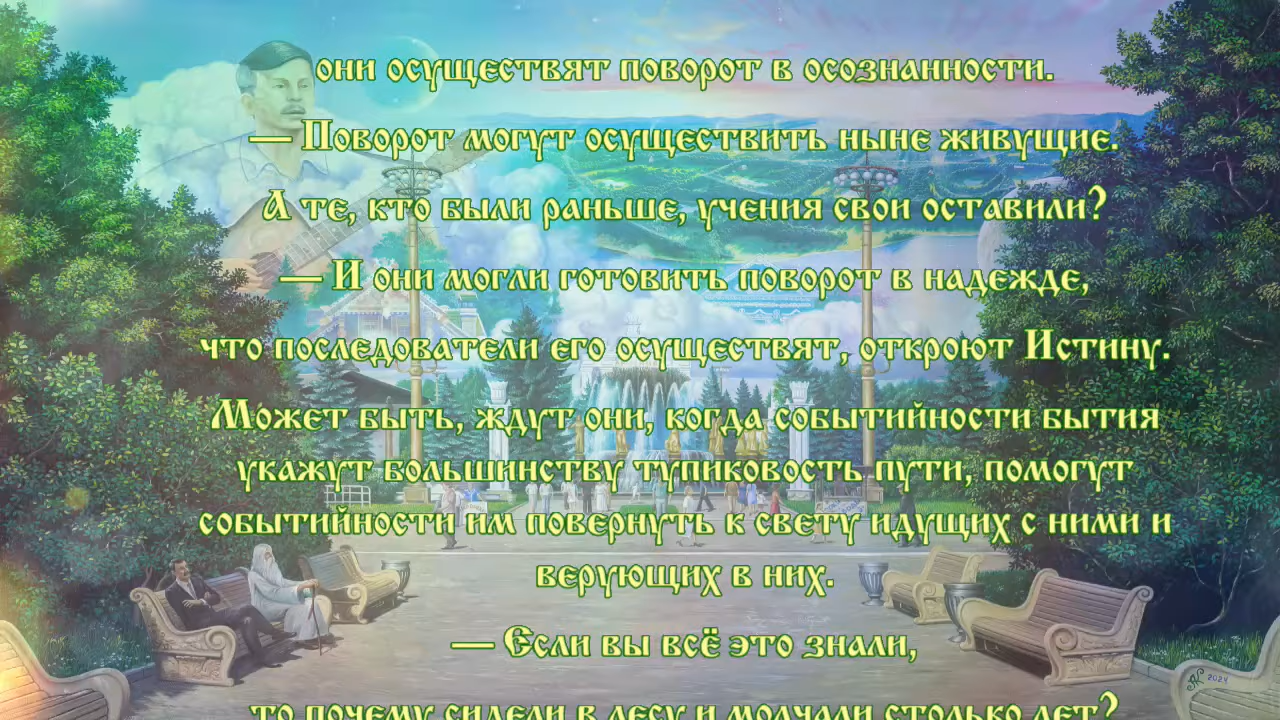 они осуществят поворот в осознанности.
— Поворот могут осуществить ныне живущие.
А те, кто были раньше, учения свои оставили?
— И они могли готовить поворот в надежде,
что последователи его осуществят, откроют Истину.
Может быть, ждут они, когда событийности бытия
укажут большинству тупиковость пути, помогут
событийности им повернуть к свету идущих с ними и
верующих в них.
— Если вы всё это знали,
то почему сидели в лесу и молчали столько лет?
2024